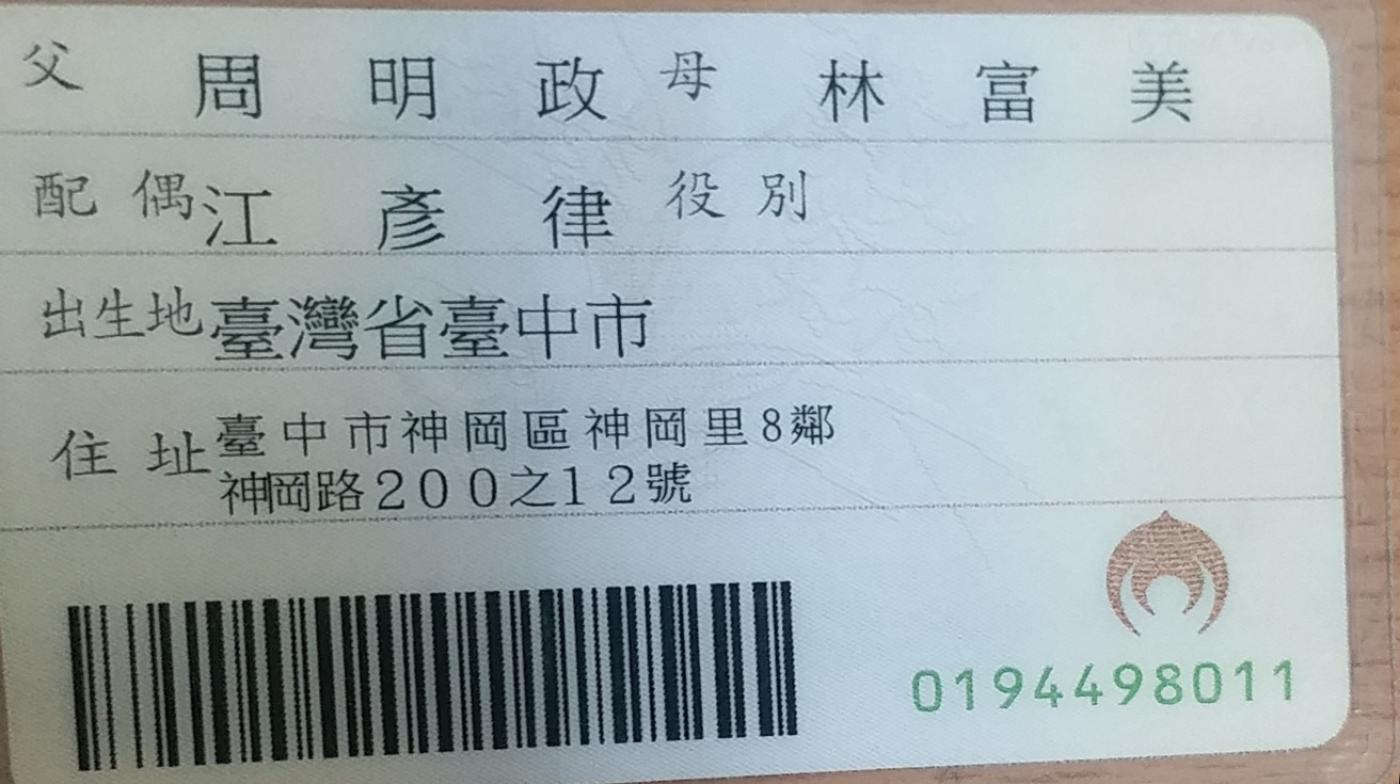 父 周明政 母 林富美
配偶 江彥律 役別
出生地 臺灣省臺中市
住址 臺中市神岡區神岡里8鄰
神岡路200之12號
0194498011